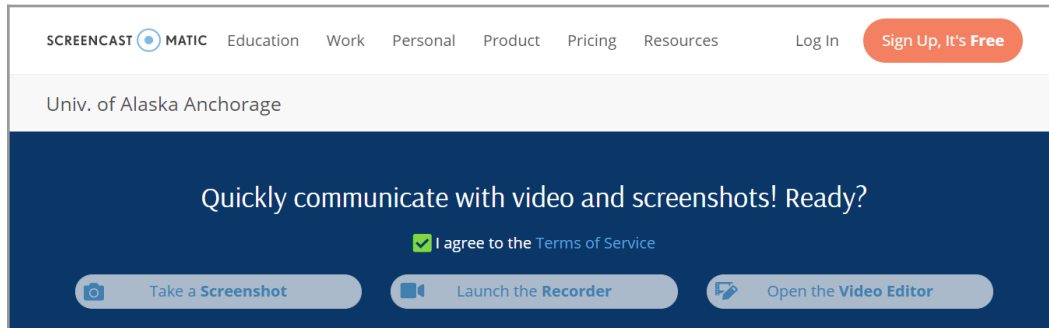 SCREENCAST MATIC Education Work Personal Product Pricing Resources Log In Sign Up, It's Free
Univ. of Alaska Anchorage
Quickly communicate with video and screenshots! Ready?
I agree to the Terms of Service
Take a Screenshot Launch the Recorder Open the Video Editor